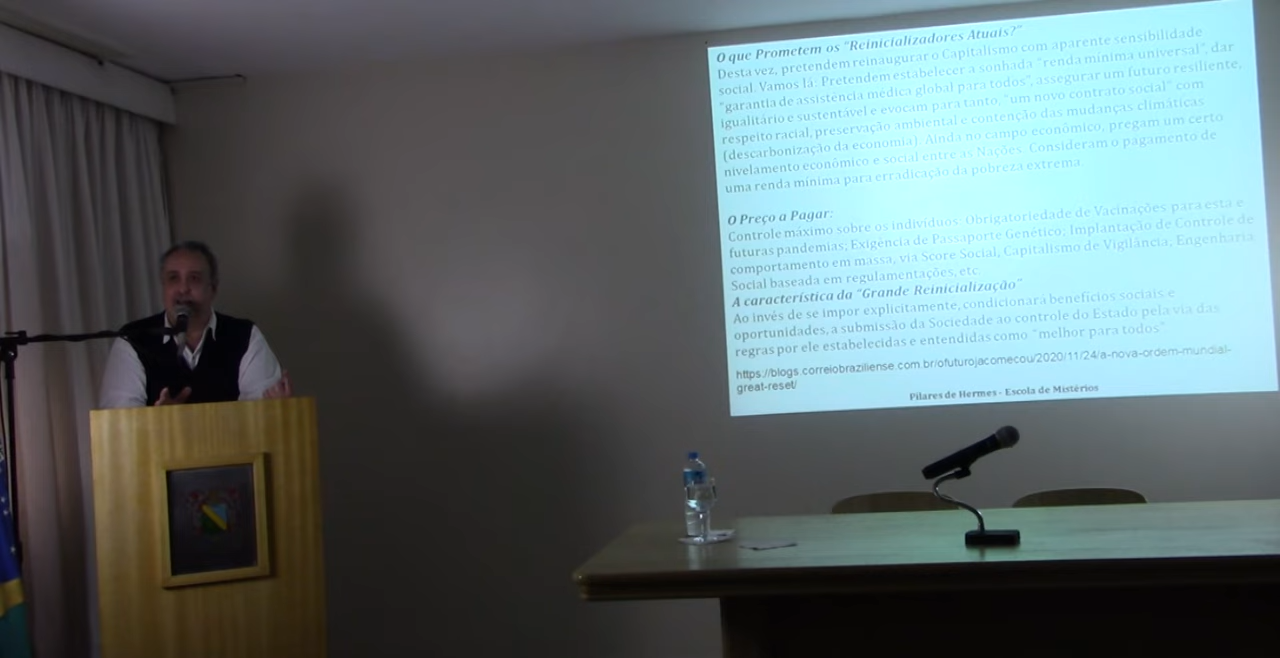 O que Prometem os "Reinicializadores Atuais?"
Desta vez, pretendem reinaugurar o Capitalismo com aparente sensibilidade
social. Vamos lá: Pretendem estabelecer a sonhada "renda mínima universal", dar
"garantia de assistência médica global para todos", assegurar um futuro resiliente,
igualitário e sustentável e evocam para tanto, "um novo contrato social" com
respeito racial, preservação ambiental e contenção das mudanças climáticas
(descarbonização da economia). Ainda no campo econômico, pregam um certo
nivelamento econômico e social entre as Nações. Consideram o pagamento de
uma renda mínima para erradicação da pobreza extrema.
O Preço a Pagar:
Controle máximo sobre os indivíduos: Obrigatoriedade de Vacinações para esta e
futuras pandemias; Exigência de Passaporte Genético; Implantação de Controle de
comportamento em massa, via Score Social, Capitalismo de Vigilância; Engenharia
Social baseada em regulamentações, etc.
A característica da "Grande Reinicialização"
Ao invés de se impor explicitamente, condicionará benefícios sociais e
oportunidades, a submissão da Sociedade ao controle do Estado pela via das
regras por ele estabelecidas e entendidas como "melhor para todos".
https://blogs.correiobraziliense.com.br/ofuturojacomecou/2020/11/24/a-nova-ordem-mundial-
great-reset/
Pilares de Hermes - Escola de Mistérios